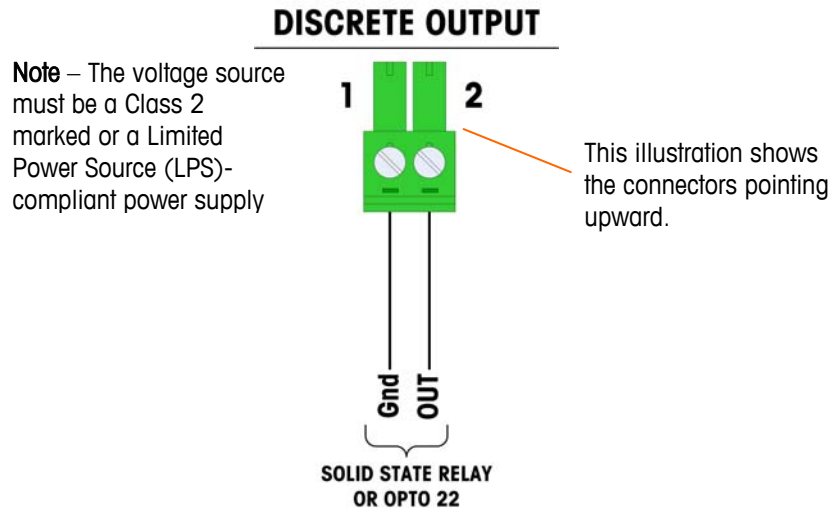 DISCRETE OUTPUT
Note – The voltage source
must be a Class 2
marked or a Limited
Power Source (LPS)-
compliant power supply
1
2
This illustration shows
the connectors pointing
upward.
Gnd
OUT
SOLID STATE RELAY
OR OPTO 22